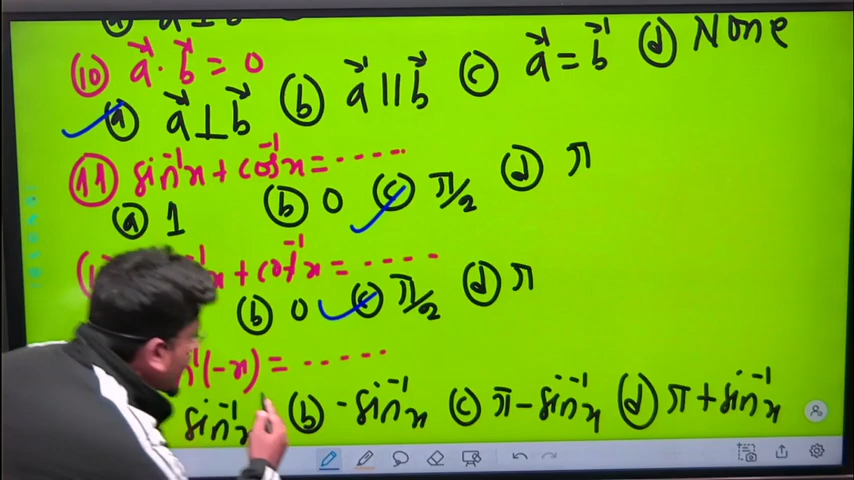 (10) a⃗ · b⃗ = 0
(a) a⃗ ⊥ b⃗ (b) a⃗ || b⃗ (c) a⃗ = b⃗ (d) None
(11) sin⁻¹x + cos⁻¹x = ......
(a) 1 (b) 0 (c) π/2 (d) π
x + cot⁻¹x = ......
(b) 0 (c) π/2 (d) π
n⁻¹(-x) = ......
sin⁻¹x (b) -sin⁻¹x (c) π - sin⁻¹x (d) π + sin⁻¹x